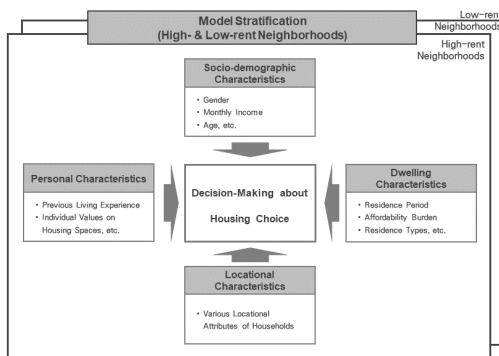 Model Stratification
(High- & Low-rent Neighborhoods)
Low-rent
Neighborhoods
High-rent
Neighborhoods
Socio-demographic
Characteristics
• Gender
• Monthly Income
• Age, etc.
Personal Characteristics
• Previous Living Experience
• Individual Values on
Housing Spaces, etc.
Decision-Making about
Housing Choice
Dwelling
Characteristics
• Residence Period
• Affordability Burden
• Residence Types, etc.
Locational
Characteristics
• Various Locational
Attributes of Households